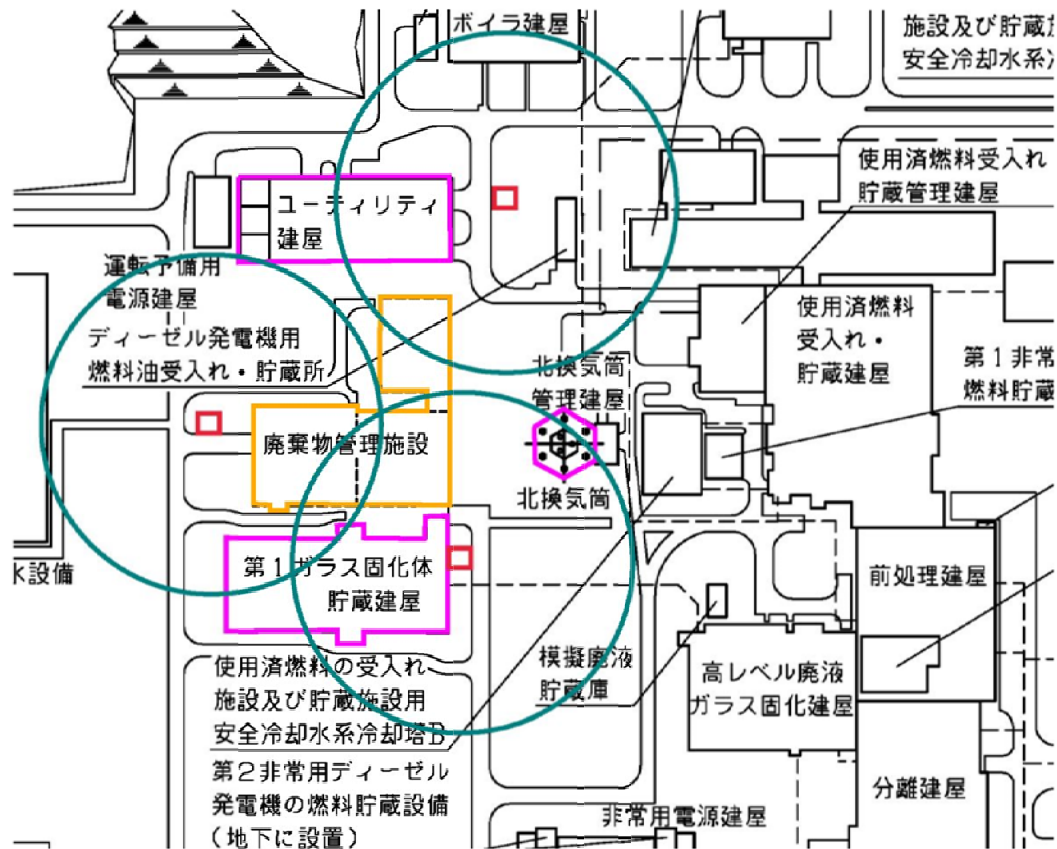 ボイラ建屋
施設及び貯蔵
安全冷却水系
使用済燃料受入れ
貯蔵管理建屋
ユーティリティ
建屋
運転予備用
電源建屋
ディーゼル発電機用
燃料油受入れ・貯蔵所
使用済燃料
受入れ・
貯蔵建屋
北換気筒
管理建屋
第1非常
燃料貯蔵
廃棄物管理施設
北換気筒
水設備
第1ガラス固化体
貯蔵建屋
前処理建屋
使用済燃料の受入れ
施設及び貯蔵施設用
安全冷却水系冷却塔B
模擬廃液
貯蔵庫
高レベル廃液
ガラス固化建屋
第2非常用ディーゼル
発電機の燃料貯蔵設備
(地下に設置)
分離建屋
非常用電源建屋